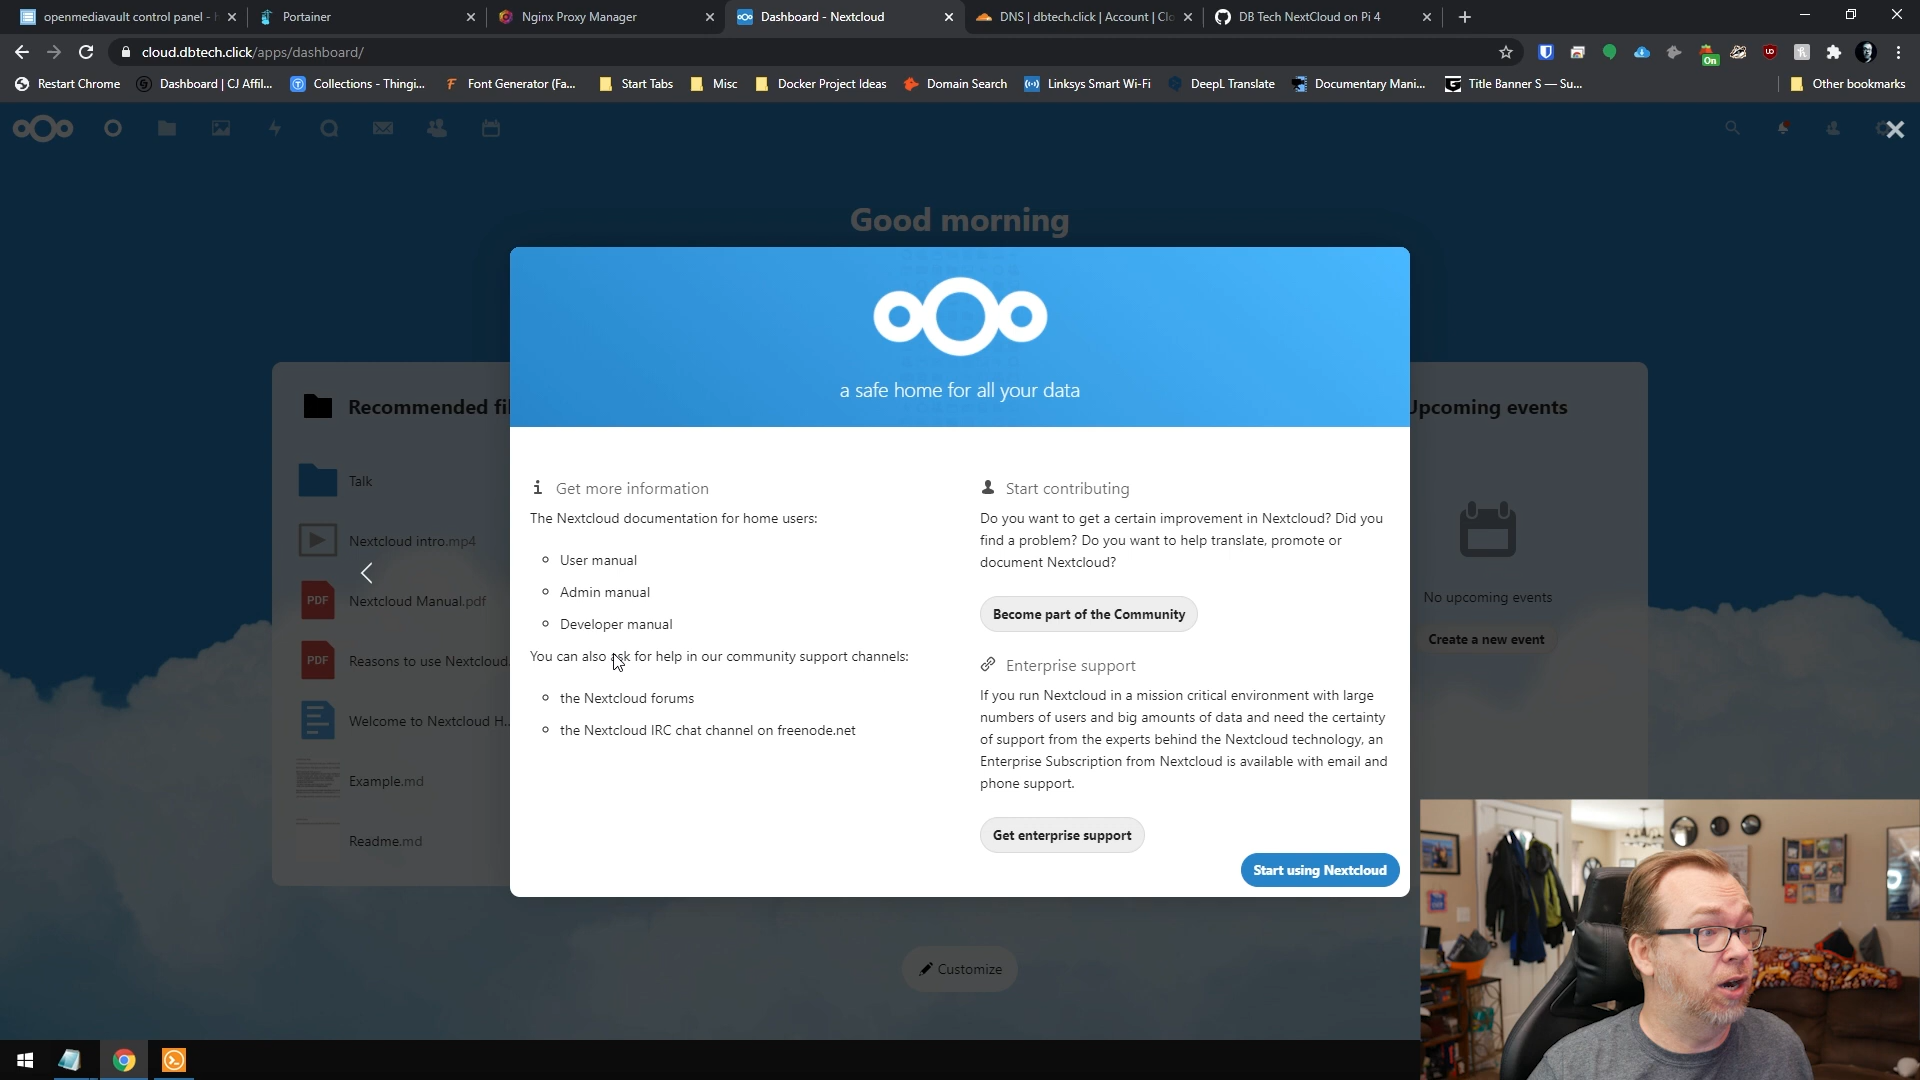 openmediavault control panel -
Portainer
Nginx Proxy Manager
Dashboard - Nextcloud
DNS | dbtech.click | Account | Clo
DB Tech NextCloud on Pi 4
cloud.dbtech.click/apps/dashboard/
On
Restart Chrome
Dashboard | CJ Affil...
Collections - Thingi...
Font Generator (Fa...
Start Tabs
Misc
Docker Project Ideas
Domain Search
Linksys Smart Wi-Fi
DeepL Translate
Documentary Mani...
Title Banner S — Su...
Other bookmarks
Good morning
a safe home for all your data
Recommended fil
Upcoming events
Talk
Nextcloud intro.mp4
PDF
Nextcloud Manual.pdf
PDF
Reasons to use Nextcloud.
Welcome to Nextcloud H...
Example.md
Readme.md
Get more information
The Nextcloud documentation for home users:
User manual
Admin manual
Developer manual
You can also ask for help in our community support channels:
the Nextcloud forums
the Nextcloud IRC chat channel on freenode.net
Start contributing
Do you want to get a certain improvement in Nextcloud? Did you
find a problem? Do you want to help translate, promote or
document Nextcloud?
Become part of the Community
Enterprise support
If you run Nextcloud in a mission critical environment with large
numbers of users and big amounts of data and need the certainty
of support from the experts behind the Nextcloud technology, an
Enterprise Subscription from Nextcloud is available with email and
phone support.
Get enterprise support
Start using Nextcloud
No upcoming events
Create a new event
Customize